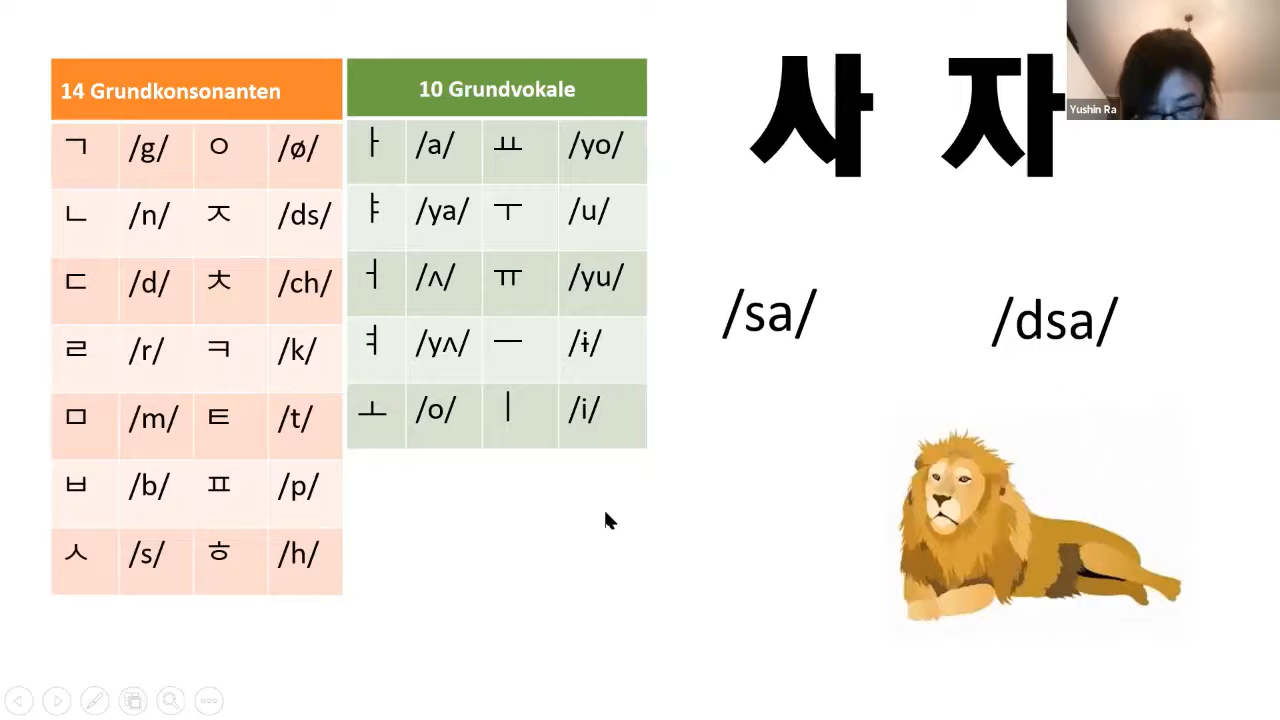 14 Grundkonsonanten
ㄱ /g/ ㅇ /ø/
ㄴ /n/ ㅈ /ds/
ㄷ /d/ ㅊ /ch/
ㄹ /r/ ㅋ /k/
ㅁ /m/ ㅌ /t/
ㅂ /b/ ㅍ /p/
ㅅ /s/ ㅎ /h/
10 Grundvokale
ㅏ /a/ ㅛ /yo/
ㅑ /ya/ ㅜ /u/
ㅓ /ʌ/ ㅠ /yu/
ㅕ /yʌ/ ㅡ /ɨ/
ㅗ /o/ ㅣ /i/
사 자
/sa/ /dsa/
Yushin Ra